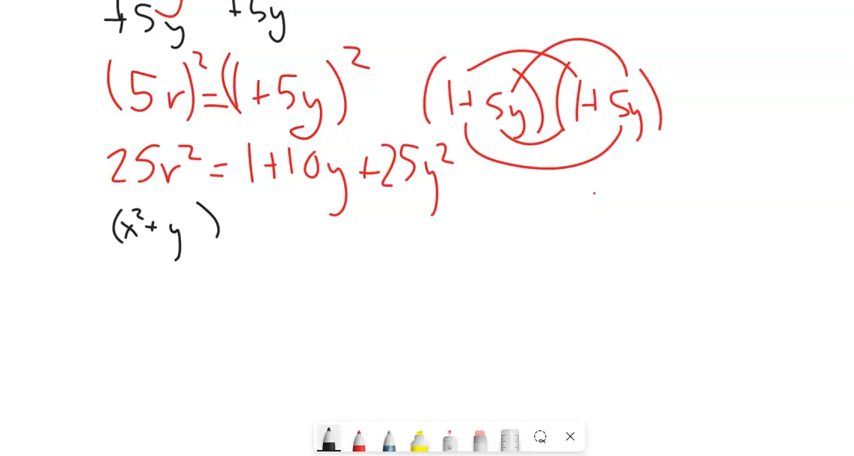 +5y +5y
(5r)²=(1+5y)² (1+5y)(1+5y)
25r²=1+10y+25y²
(x²+y )